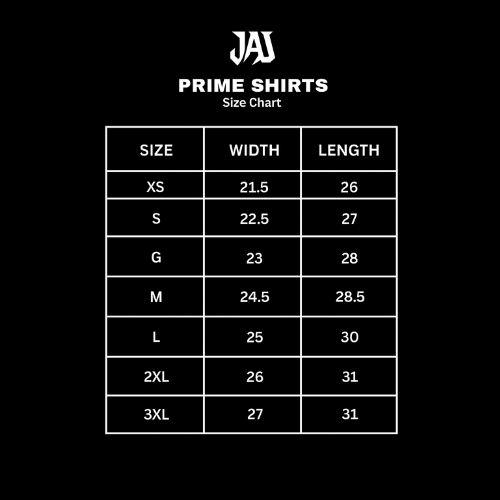 JAJ
PRIME SHIRTS
Size Chart
SIZE WIDTH LENGTH
XS 21.5 26
S 22.5 27
G 23 28
M 24.5 28.5
L 25 30
2XL 26 31
3XL 27 31